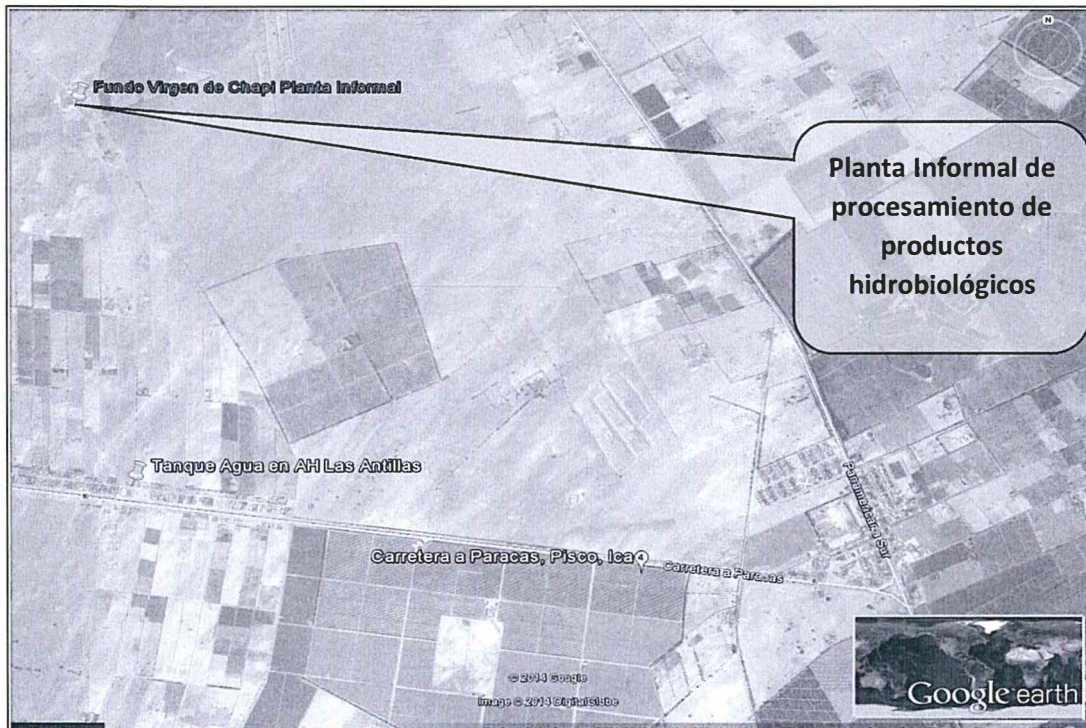 N
Fundo Virgen de Chapi Planta Informal
Planta Informal de
procesamiento de
productos
hidrobiológicos
Tanque Agua en AH Las Antillas
Panamericana Sur
Carretera a Paracas, Pisco, Ica
4
Carretera a Paracas
© 2014 Google
Image © 2014 DigitalGlobe
Google earth